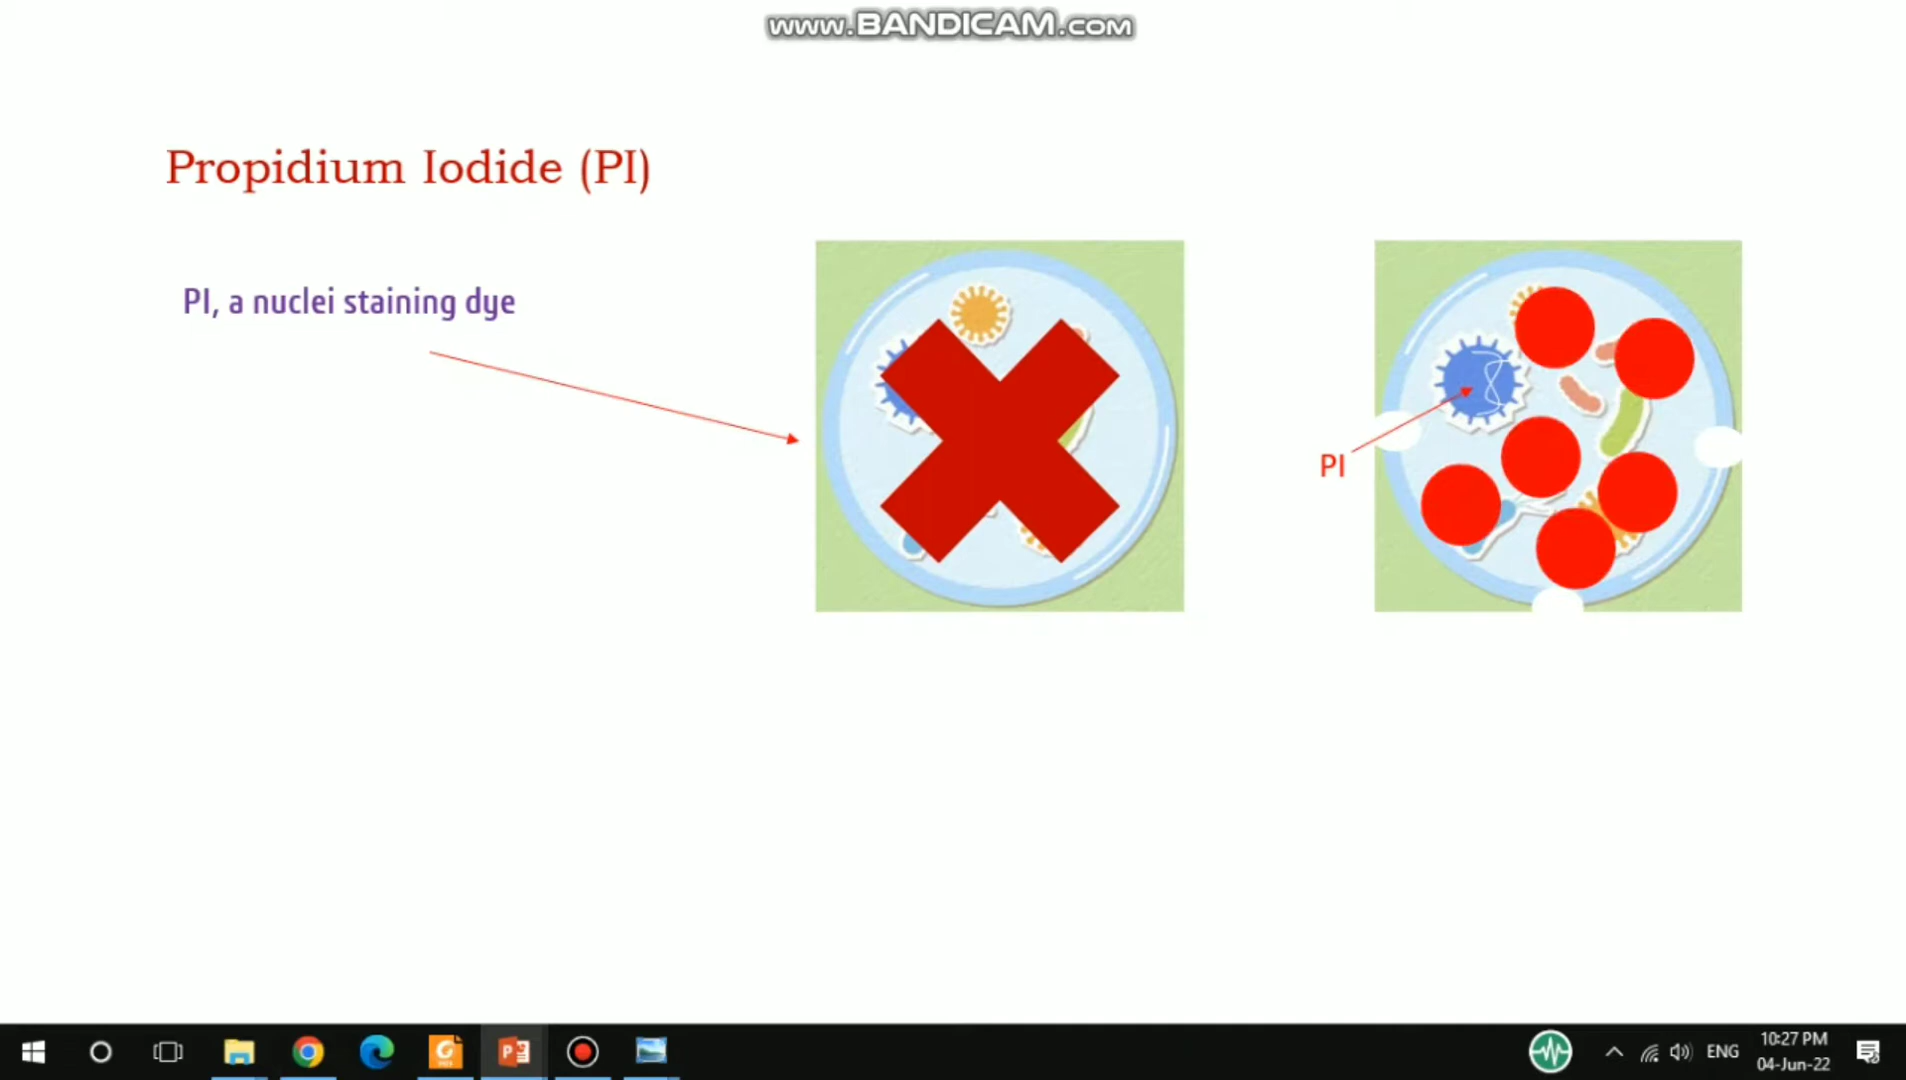 www.BANDICAM.com
Propidium Iodide (PI)
PI, a nuclei staining dye
PI
10:27 PM
ENG
04-Jun-22